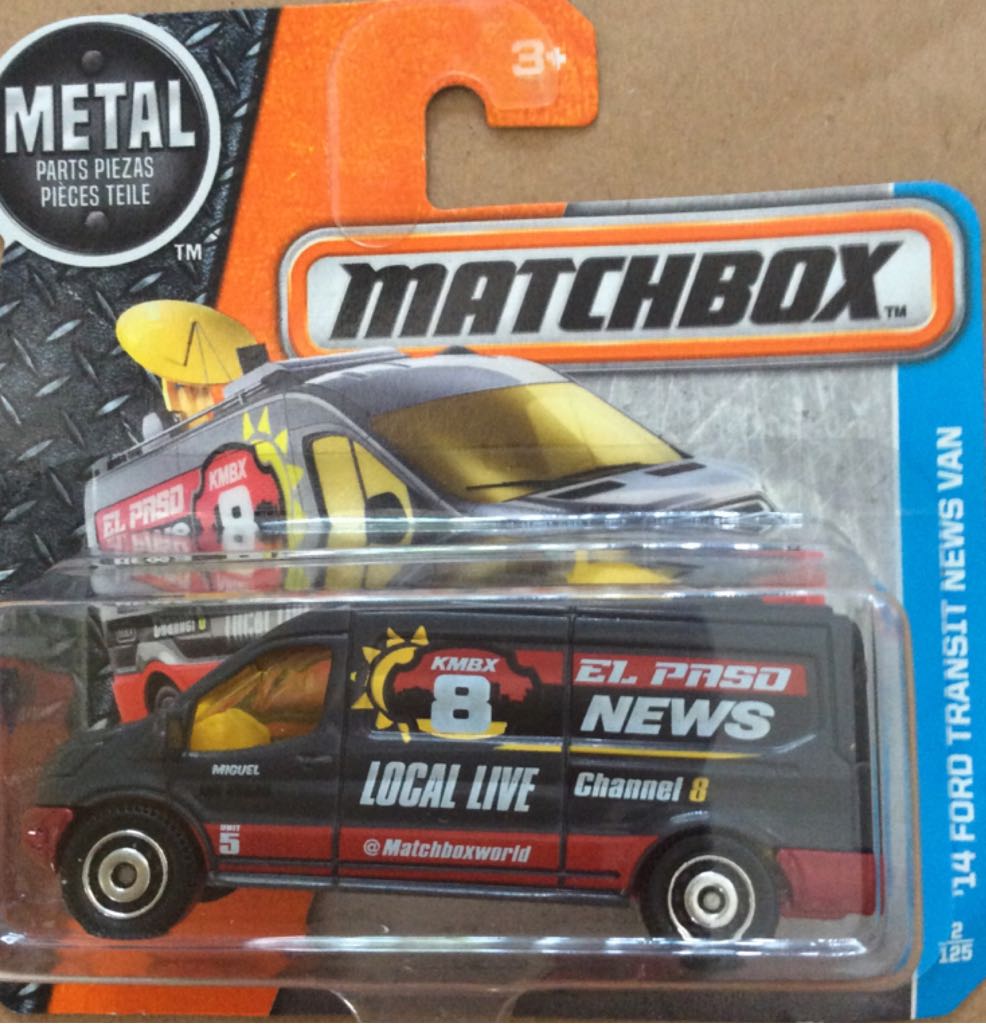 3+
METAL
PARTS PIEZAS
PIÈCES TEILE
TM
MATCHBOX TM
KMBX
8
EL PASO
KMBX
8
EL PASO
NEWS
MIGUEL
LOCAL LIVE
Channel 8
UNIT
5
@Matchboxworld
'14 FORD TRANSIT NEWS VAN
2
125